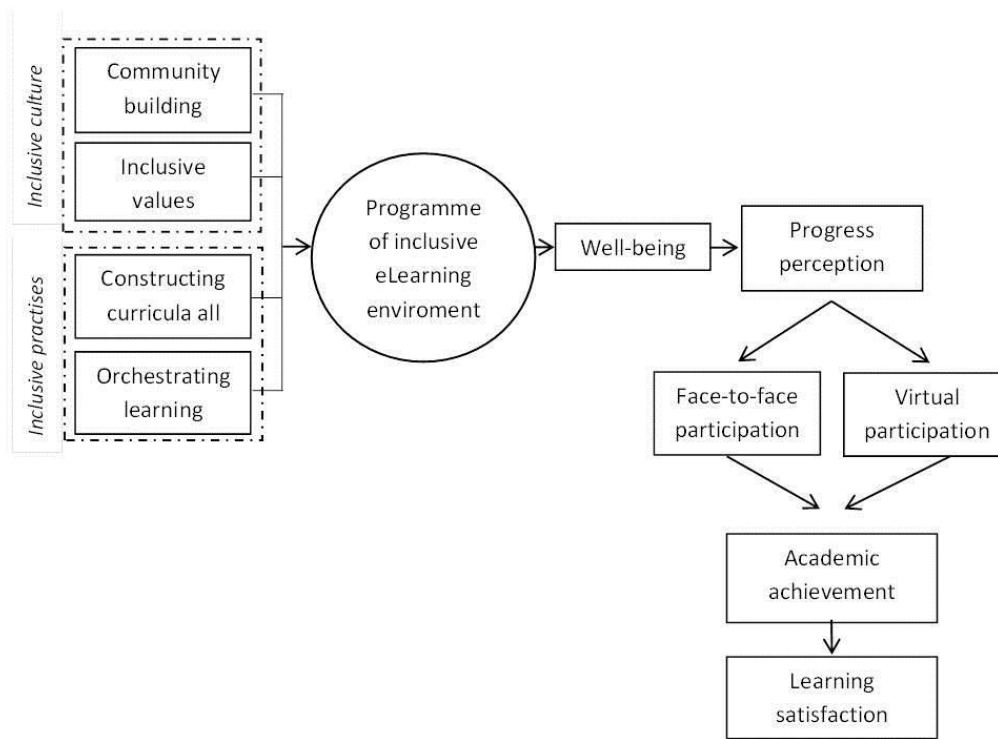 Inclusive culture
Community
building
Inclusive
values
Inclusive practises
Constructing
curricula all
Orchestrating
learning
Programme
of inclusive
eLearning
enviroment
Well-being
Progress
perception
Face-to-face
participation
Virtual
participation
Academic
achievement
Learning
satisfaction